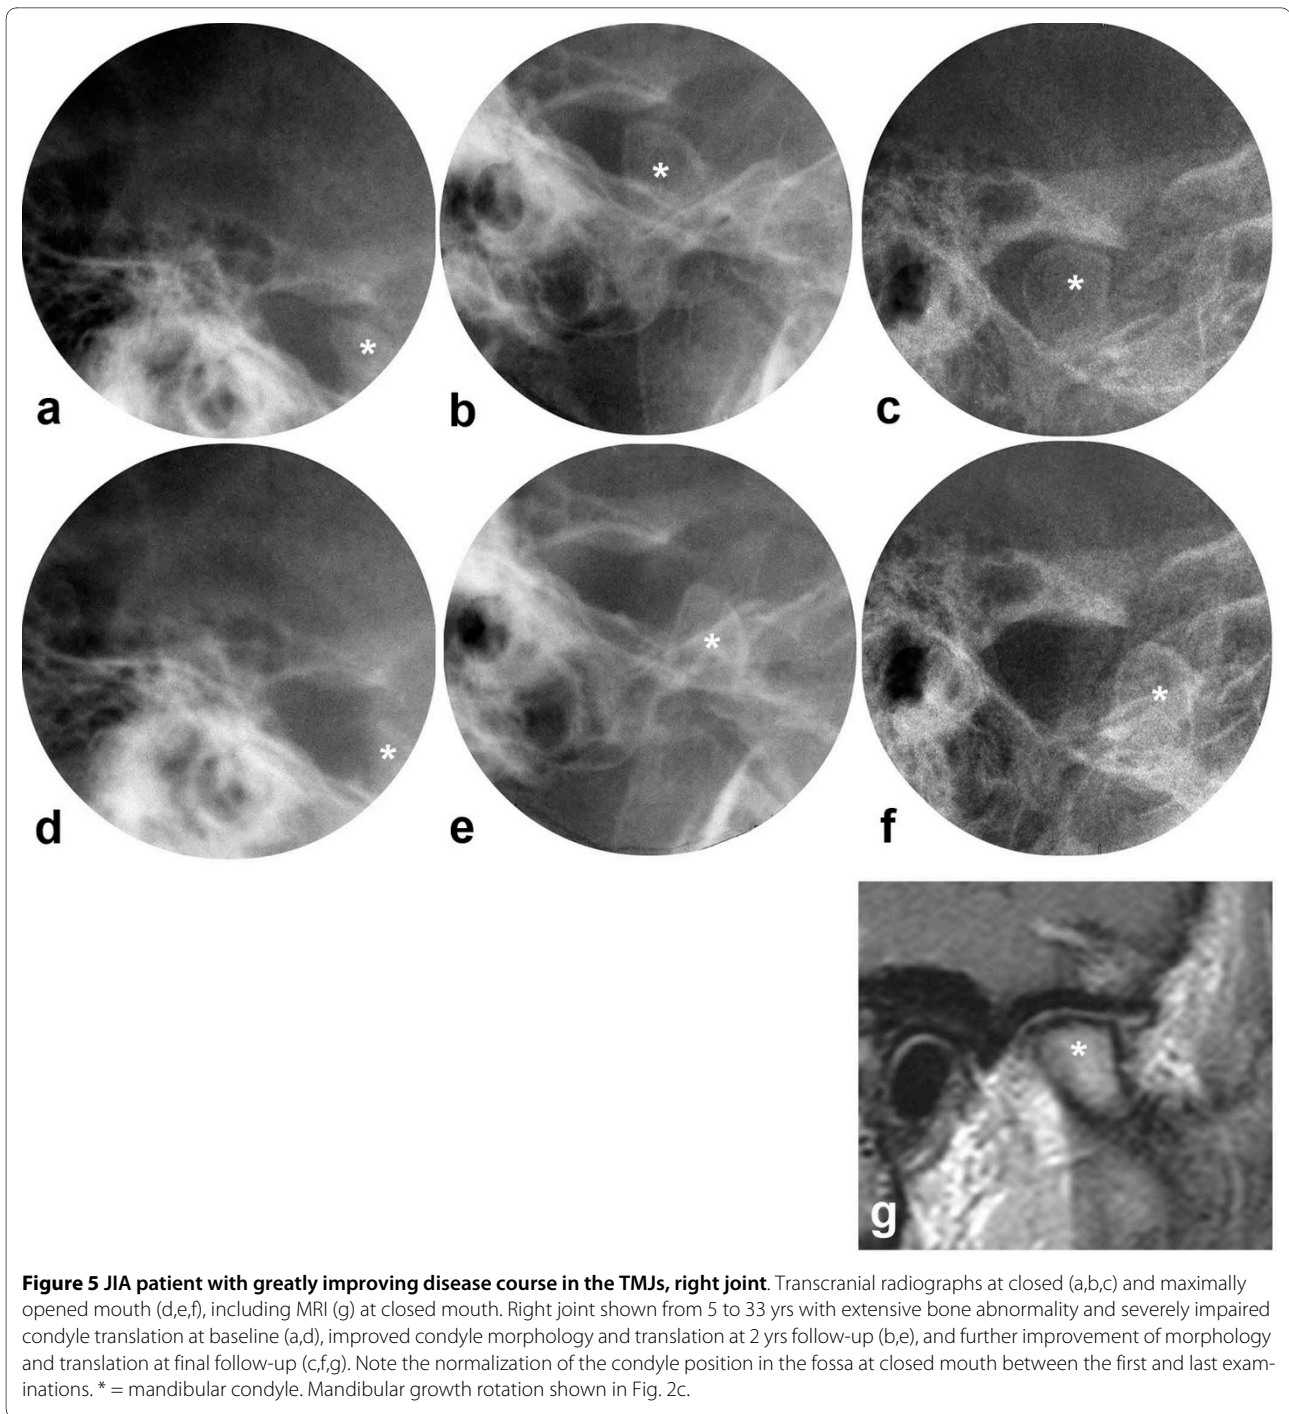 a
b
c
*
*
*
d
e
f
*
*
*
g
*
Figure 5 JIA patient with greatly improving disease course in the TMJs, right joint. Transcranial radiographs at closed (a,b,c) and maximally
opened mouth (d,e,f), including MRI (g) at closed mouth. Right joint shown from 5 to 33 yrs with extensive bone abnormality and severely impaired
condyle translation at baseline (a,d), improved condyle morphology and translation at 2 yrs follow-up (b,e), and further improvement of morphology
and translation at final follow-up (c,f,g). Note the normalization of the condyle position in the fossa at closed mouth between the first and last exam-
inations. * = mandibular condyle. Mandibular growth rotation shown in Fig. 2c.